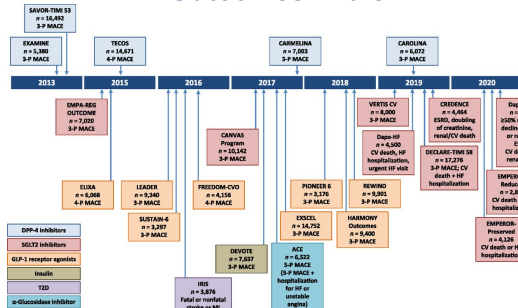 SAVOR-TIMI 53
n = 16,492
3-P MACE
EXAMINE
n = 5,380
3-P MACE
TECOS
n = 14,671
4-P MACE
CARMELINA
n = 7,003
3-P MACE
CAROLINA
n = 6,072
3-P MACE
2013
2015
2016
2017
2018
2019
2020
EMPA-REG
OUTCOME
n = 7,020
3-P MACE
CANVAS
Program
n = 10,142
3-P MACE
VERTIS CV
n = 8,000
3-P MACE
Dapa-HF
n = 4,500
CV death, HF
hospitalization,
urgent HF visit
CREDENCE
n = 4,464
ESRD, doubling
of creatinine,
renal/CV death
DECLARE-TIMI 58
n = 17,276
3-P MACE; CV
death + HF
hospitalization
EMPEROR-
Preserved
n = 4,126
CV death or H
hospitaliz
ELIXA
n = 6,068
4-P MACE
LEADER
n = 9,340
3-P MACE
SUSTAIN-6
n = 3,297
3-P MACE
FREEDOM-CVO
n = 4,156
4-P MACE
PIONEER 6
n = 3,176
3-P MACE
EXSCEL
n = 14,752
3-P MACE
REWIND
n = 9,901
3-P MACE
HARMONY
Outcomes
n = 9,400
3-P MACE
DEVOTE
n = 7,637
3-P MACE
IRIS
n = 3,876
Fatal or nonfatal
stroke or MI
ACE
n = 6,522
5-P MACE
(3-P MACE +
hospitalization
for HF or
unstable
angina)
DPP-4 inhibitors
SGLT2 inhibitors
GLP-1 receptor agonists
Insulin
TZD
α-Glucosidase Inhibitor